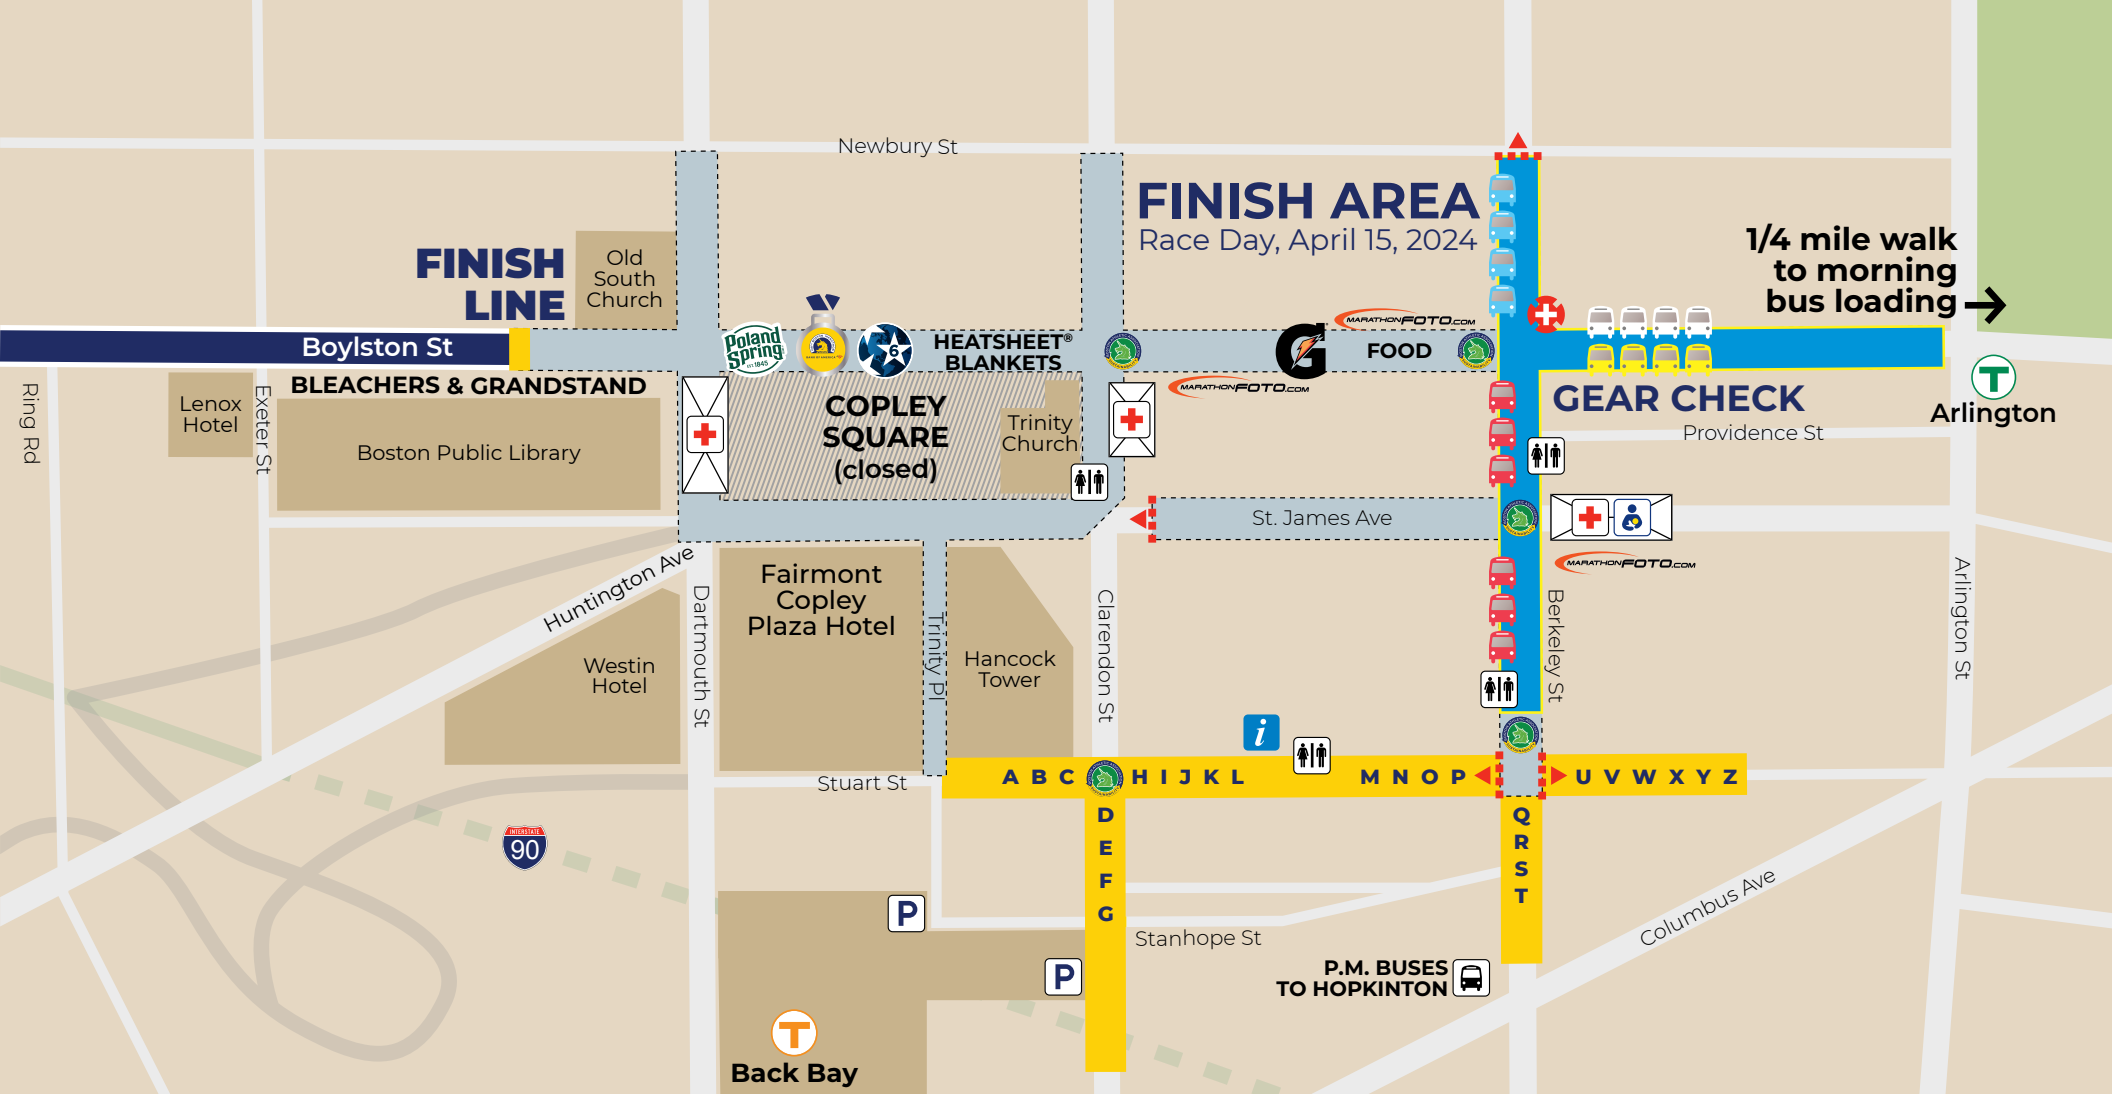 Newbury St
FINISH AREA
Race Day, April 15, 2024
1/4 mile walk
to morning
bus loading
FINISH
LINE
Old
South
Church
Boylston St
Poland
Spring
EST 1845
6
HEATSHEET®
BLANKETS
MARATHONFOTO.COM
G
FOOD
MARATHONFOTO.COM
T
Arlington
GEAR CHECK
Providence St
BLEACHERS & GRANDSTAND
Ring Rd
Lenox
Hotel
Exeter St
Boston Public Library
COPLEY
SQUARE
(closed)
Trinity
Church
St. James Ave
MARATHONFOTO.COM
Huntington Ave
Fairmont
Copley
Plaza Hotel
Westin
Hotel
Dartmouth St
Trinity Pl
Hancock
Tower
Clarendon St
Berkeley St
Arlington St
i
Stuart St
A B C
H I J K L
M N O P
U V W X Y Z
D
E
F
G
Q
R
S
T
INTERSTATE
90
P
Stanhope St
Columbus Ave
P
P.M. BUSES
TO HOPKINTON
T
Back Bay